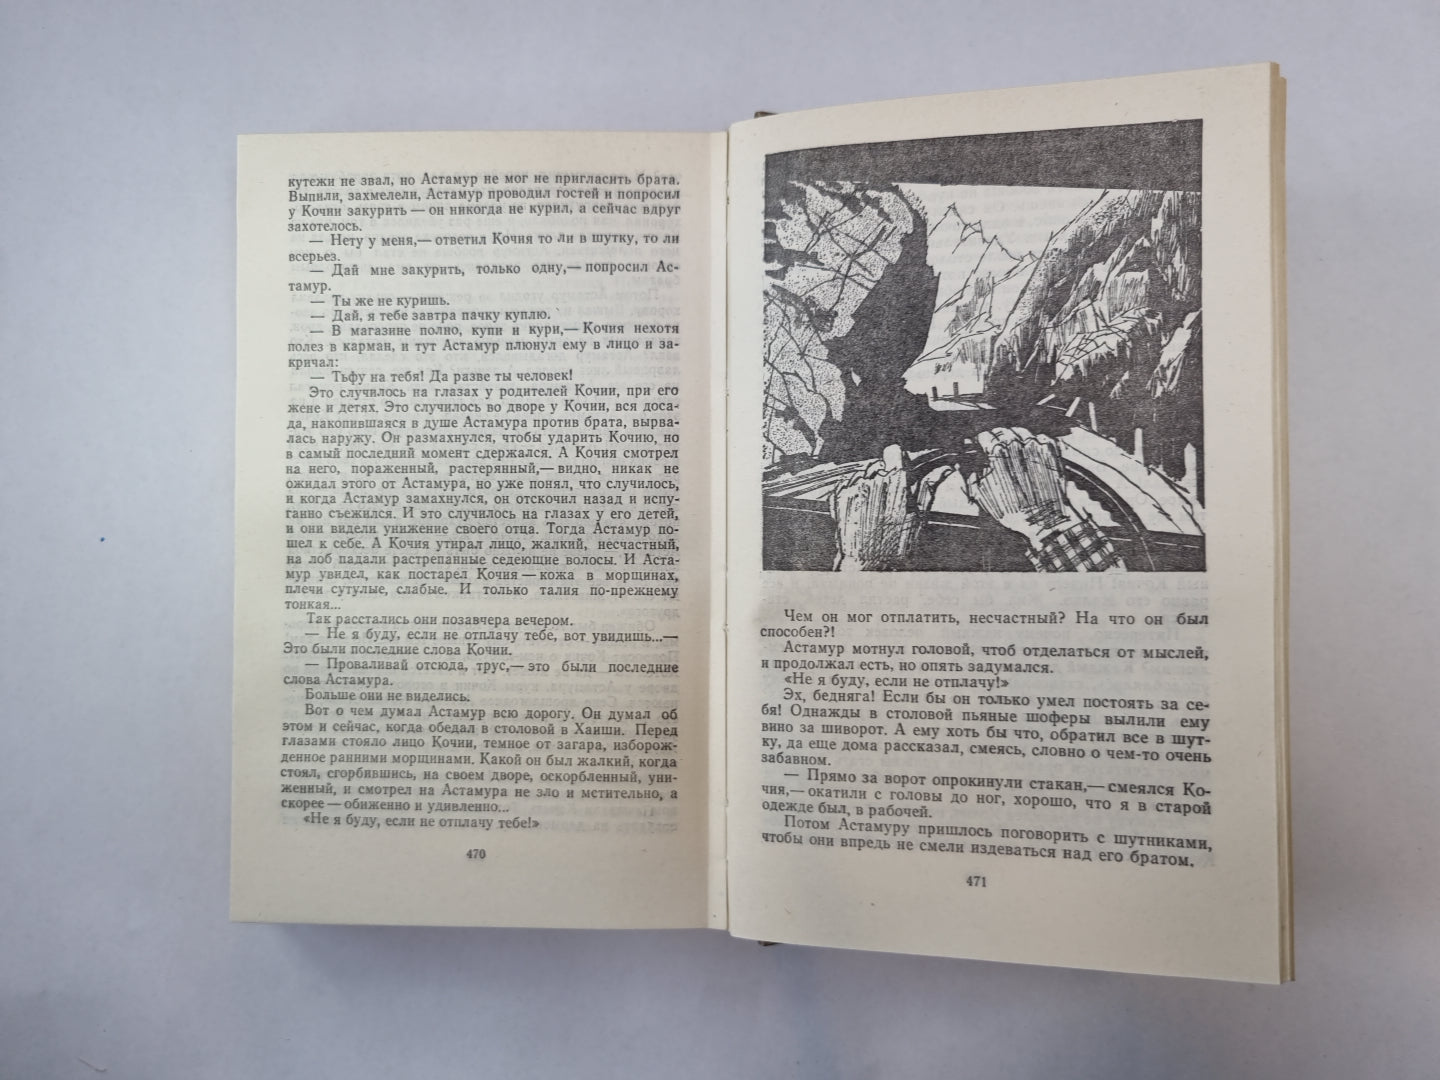 кутежи не звал, но Астамур не мог не пригласить брата.
Выпили, захмелели, Астамур проводил гостей и попросил
у Кочии закурить — он никогда не курил, а сейчас вдруг
захотелось.
— Нету у меня,— ответил Кочия то ли в шутку, то ли
всерьез.
— Дай мне закурить, только одну,— попросил Ас-
тамур.
— Ты же не куришь.
— Дай, я тебе завтра пачку куплю.
— В магазине полно, купи и кури,— Кочия нехотя
полез в карман, и тут Астамур плюнул ему в лицо и за-
кричал:
— Тьфу на тебя! Да разве ты человек!
Это случилось на глазах у родителей Кочии, при его
жене и детях. Это случилось во дворе у Кочии, вся доса-
да, накопившаяся в душе Астамура против брата, вырва-
лась наружу. Он размахнулся, чтобы ударить Кочию, но
в самый последний момент сдержался. А Кочия смотрел
на него, пораженный, растерянный,— видно, никак не
ожидал этого от Астамура, но уже понял, что случилось,
и когда Астамур замахнулся, он отскочил назад и испу-
ганно съежился. И это случилось на глазах у его детей,
и они видели унижение своего отца. Тогда Астамур по-
шел к себе. А Кочия утирал лицо, жалкий, несчастный,
на лоб падали растрепанные седеющие волосы. И Аста-
мур увидел, как постарел Кочия — кожа в морщинах,
плечи сутулые, слабые. И только талия по-прежнему
тонкая...
Так расстались они позавчера вечером.
— Не я буду, если не отплачу тебе, вот увидишь...—
Это были последние слова Кочии.
— Проваливай отсюда, трус,— это были последние
слова Астамура.
Больше они не виделись.
Вот о чем думал Астамур всю дорогу. Он думал об
этом и сейчас, когда обедал в столовой в Хаиши. Перед
глазами стояло лицо Кочии, темное от загара, изборож-
денное ранними морщинами. Какой он был жалкий, когда
стоял, сгорбившись, на своем дворе, оскорбленный, уни-
женный, и смотрел на Астамура не зло и мстительно, а
скорее — обиженно и удивленно...
«Не я буду, если не отплачу тебе!»
470
Чем он мог отплатить, несчастный? На что он был
способен?!
Астамур мотнул головой, чтоб отделаться от мыслей,
и продолжал есть, но опять задумался.
«Не я буду, если не отплачу!»
Эх, бедняга! Если бы он только умел постоять за се-
бя! Однажды в столовой пьяные шоферы вылили ему
вино за шиворот. А ему хоть бы что, обратил все в шут-
ку, да еще дома рассказал, смеясь, словно о чем-то очень
забавном.
— Прямо за ворот опрокинули стакан,— смеялся Ко-
чия,— окатили с головы до ног, хорошо, что я в старой
одежде был, в рабочей.
Потом Астамуру пришлось поговорить с шутниками,
чтобы они впредь не смели издеваться над его братом.
471